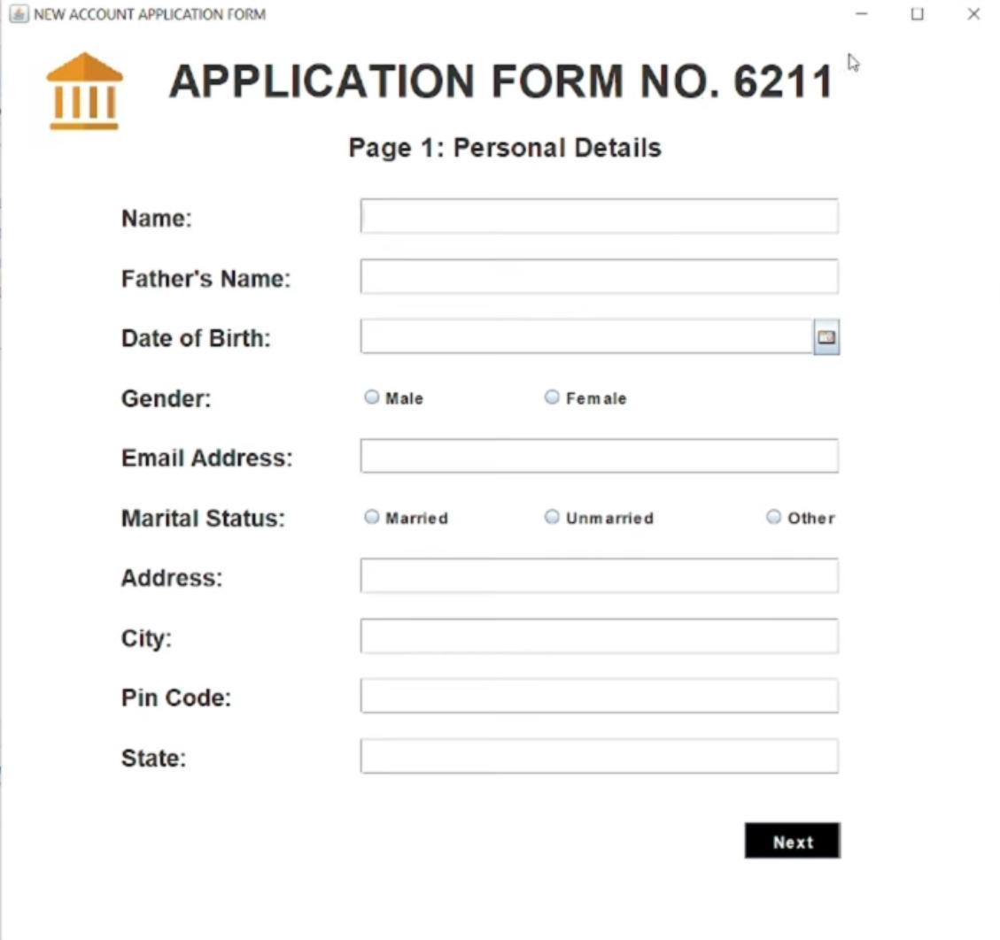 NEW ACCOUNT APPLICATION FORM
APPLICATION FORM NO. 6211
Page 1: Personal Details
Name:
Father's Name:
Date of Birth:
Gender: Male Female
Email Address:
Marital Status: Married Unmarried Other
Address:
City:
Pin Code:
State:
Next